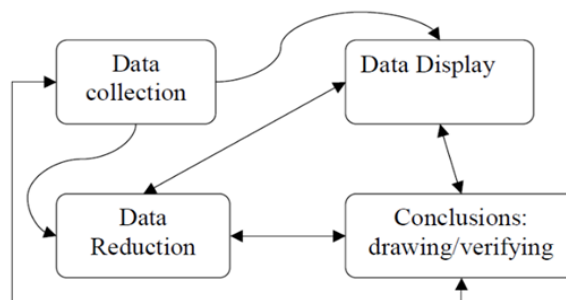 Data
collection
Data Display
Data
Reduction
Conclusions:
drawing/verifying